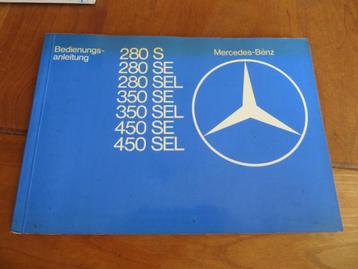 Bedienungs-
anleitung
280 S
280 SE
280 SEL
350 SE
350 SEL
450 SE
450 SEL
Mercedes-Benz